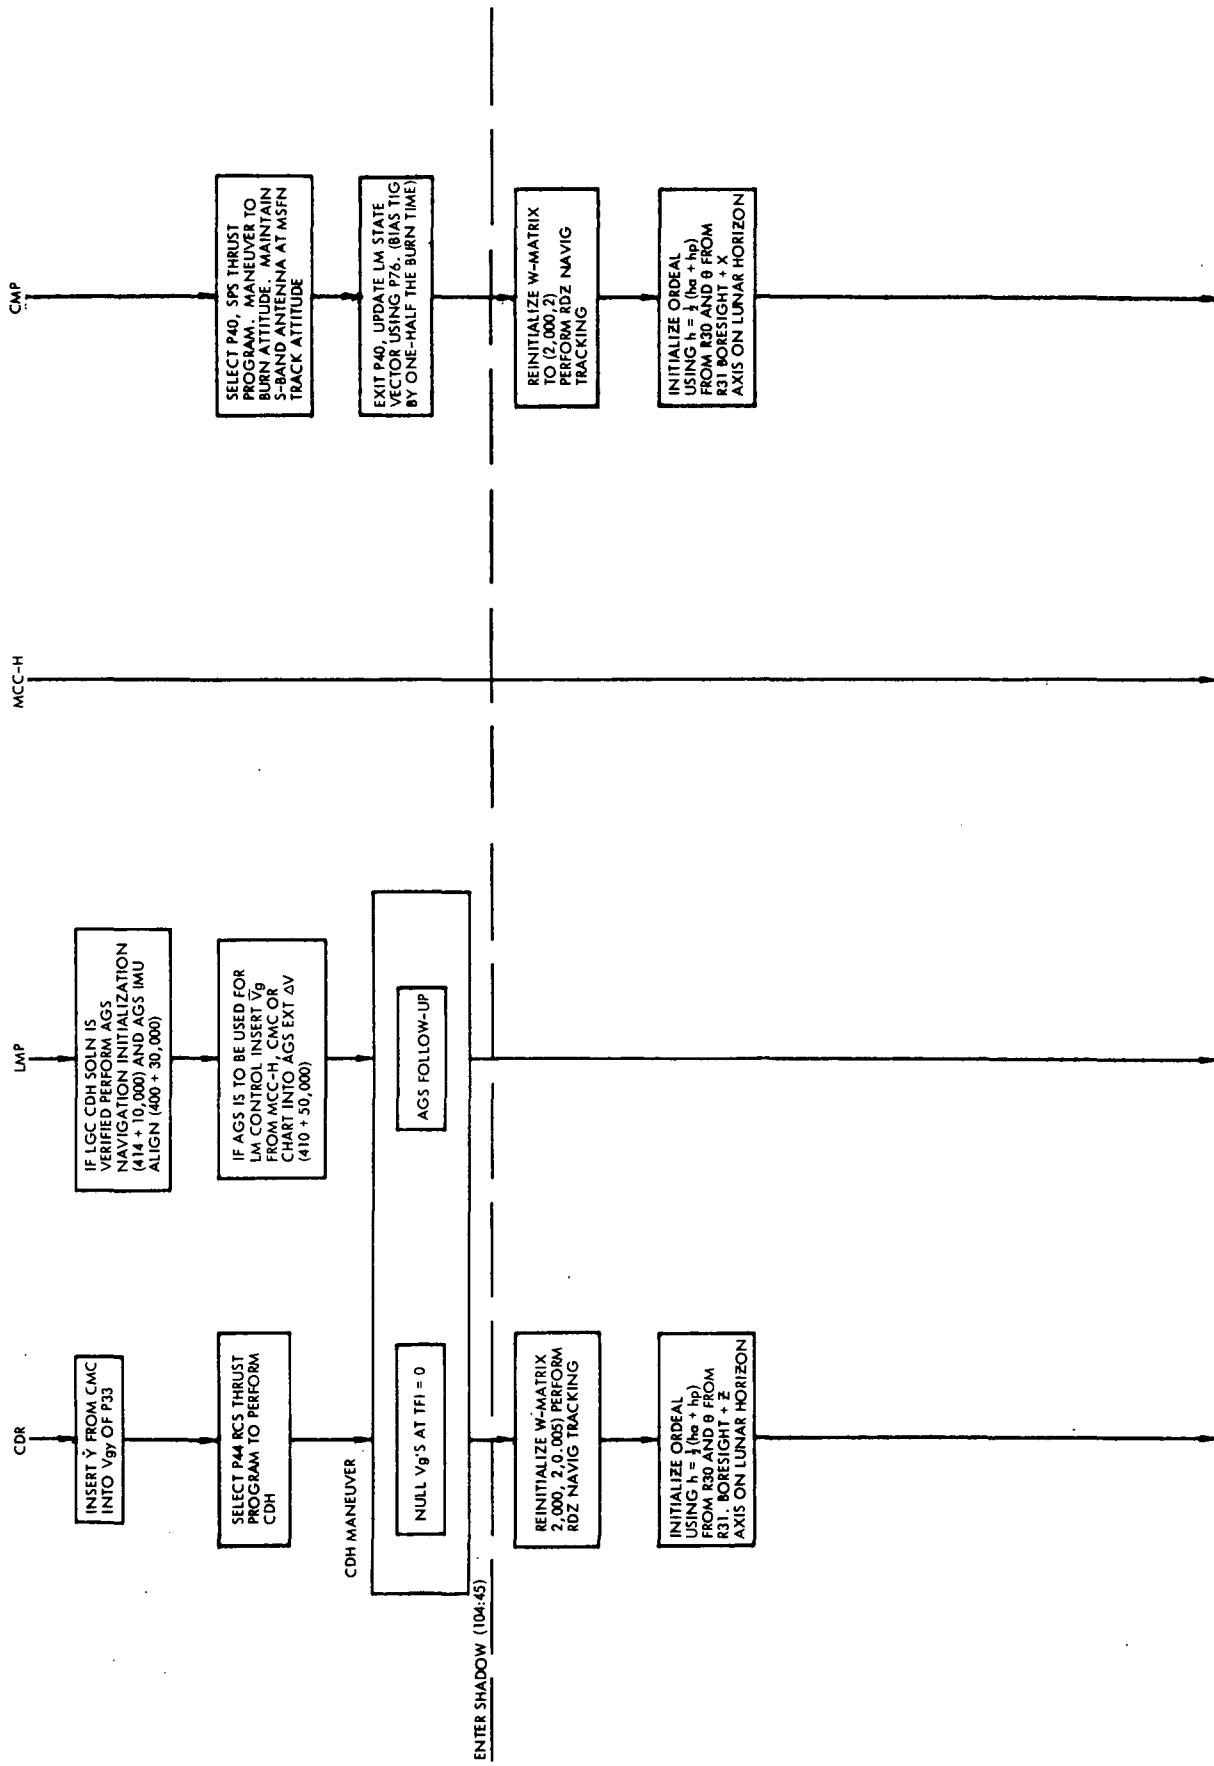 CDR
INSERT Ẏ FROM CMC
INTO Vgy OF P33
SELECT P44 RCS THRUST
PROGRAM TO PERFORM
CDH
CDH MANEUVER
NULL Vg'S AT TFI = 0
ENTER SHADOW (104:45)
REINITIALIZE W-MATRIX
2,000, 2,0.005) PERFORM
RDZ NAVIG TRACKING
INITIALIZE ORDEAL
USING h = ½ (ha + hp)
FROM R30 AND θ FROM
R31. BORESIGHT + Z
AXIS ON LUNAR HORIZON
LMP
IF LGC CDH SOLN IS
VERIFIED PERFORM AGS
NAVIGATION INITIALIZATION
(414 + 10,000) AND AGS IMU
ALIGN (400 + 30,000)
IF AGS IS TO BE USED FOR
LM CONTROL INSERT V̄g
FROM MCC-H, CMC OR
CHART INTO AGS EXT ΔV
(410 + 50,000)
AGS FOLLOW-UP
MCC-H
CMP
SELECT P40, SPS THRUST
PROGRAM. MANEUVER TO
BURN ATTITUDE. MAINTAIN
S-BAND ANTENNA AT MSFN
TRACK ATTITUDE
EXIT P40, UPDATE LM STATE
VECTOR USING P76. (BIAS TIG
BY ONE-HALF THE BURN TIME)
REINITIALIZE W-MATRIX
TO (2,000,2)
PERFORM RDZ NAVIG
TRACKING
INITIALIZE ORDEAL
USING h = ½ (ha + hp)
FROM R30 AND θ FROM
R31 BORESIGHT + X
AXIS ON LUNAR HORIZON